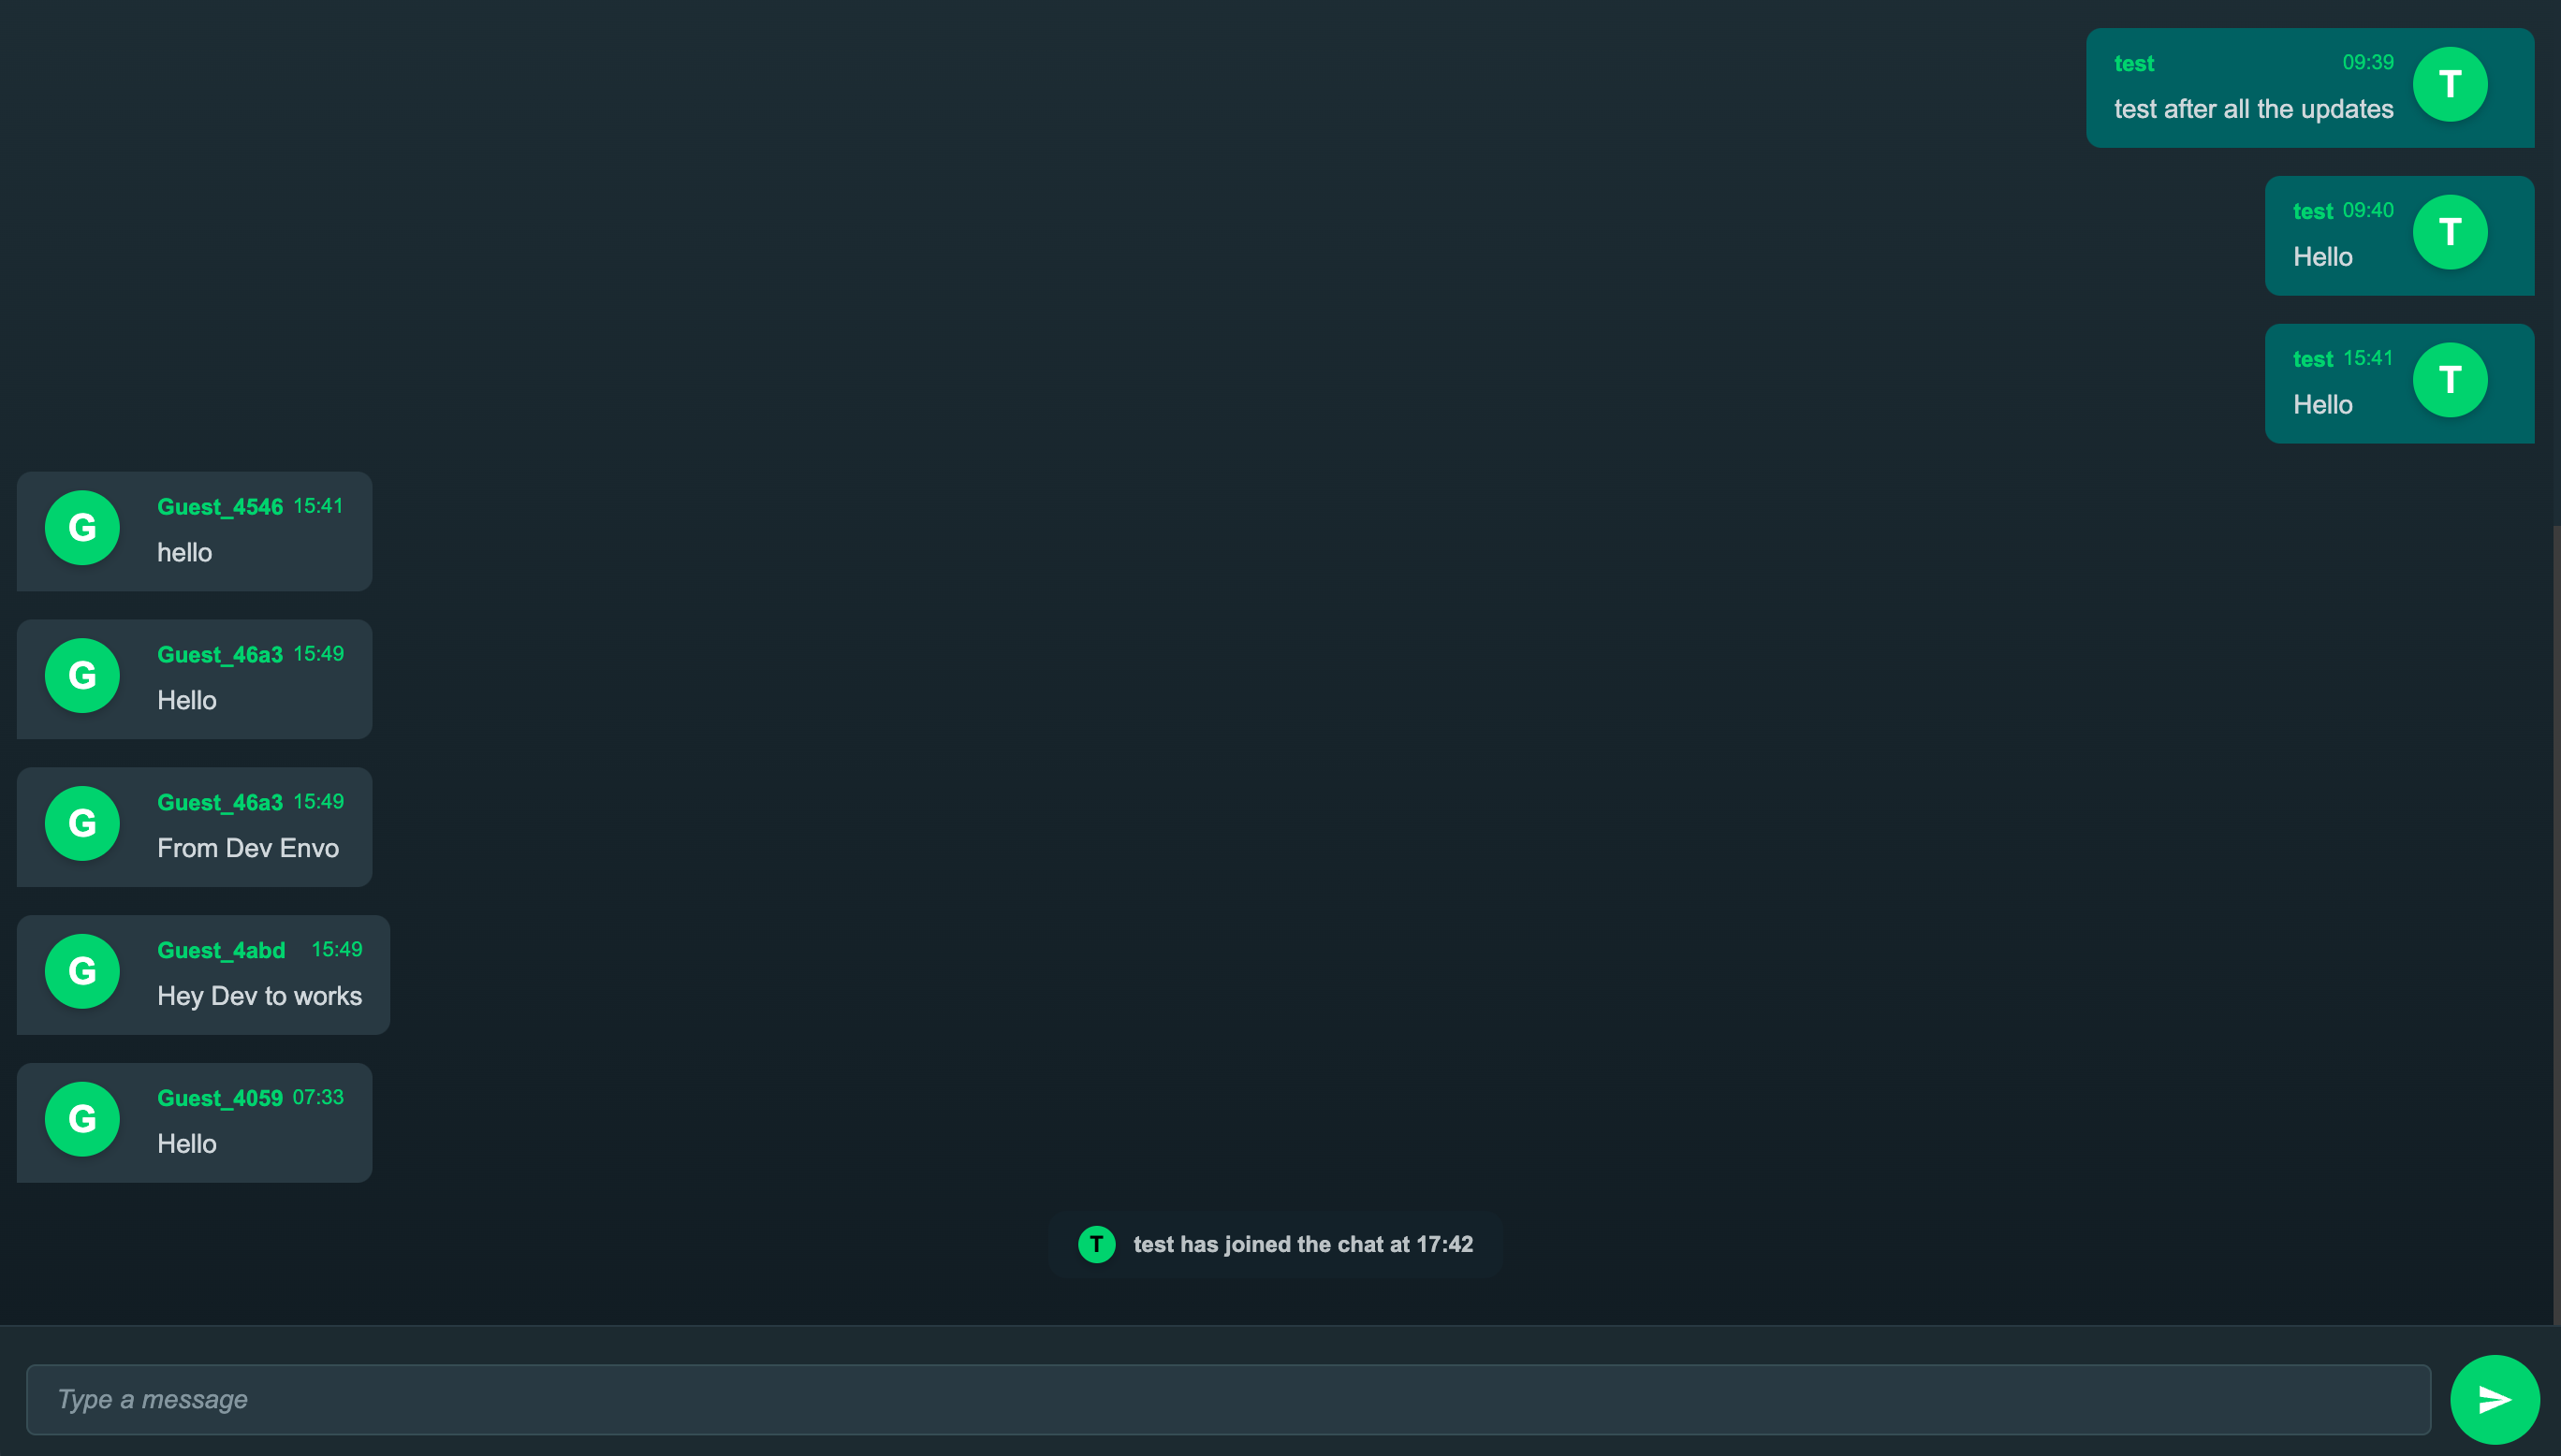 test 09:39
T
test after all the updates
test 09:40
T
Hello
test 15:41
T
Hello
G
Guest_4546 15:41
hello
G
Guest_46a3 15:49
Hello
G
Guest_46a3 15:49
From Dev Envo
G
Guest_4abd 15:49
Hey Dev to works
G
Guest_4059 07:33
Hello
T test has joined the chat at 17:42
Type a message